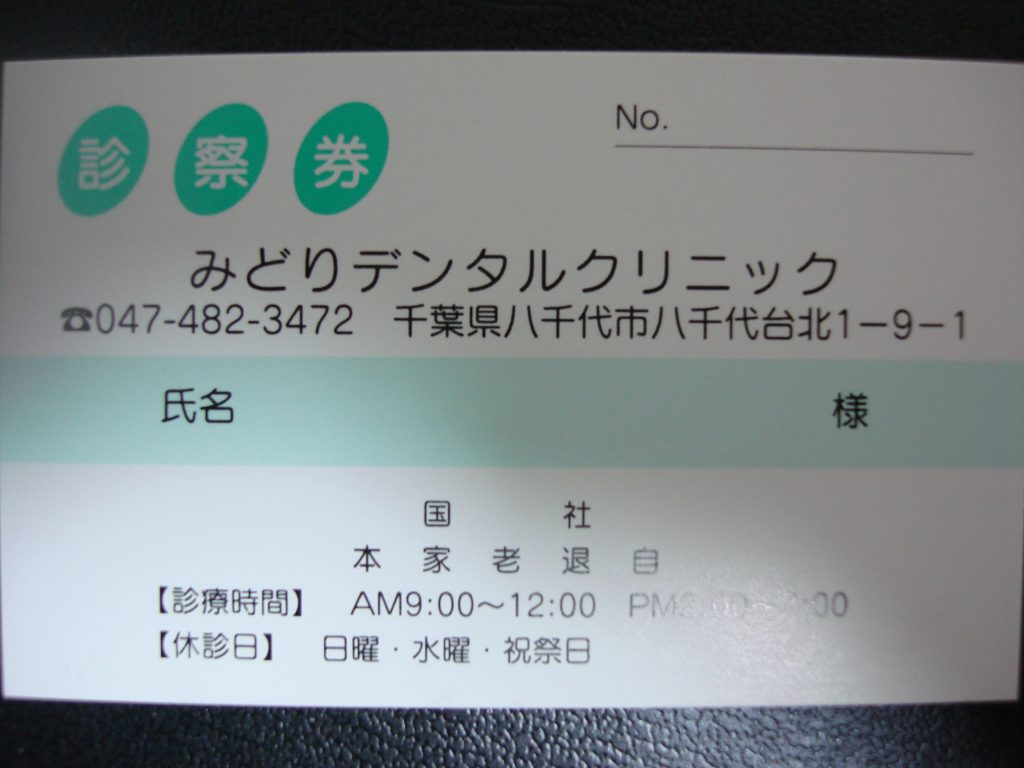 診察券
No.
みどりデンタルクリニック
☎047-482-3472 千葉県八千代市八千代台北1－9－1
氏名 様
国 社
本 家 老 退 自
【診療時間】 AM9:00～12:00
【休診日】 日曜・水曜・祝祭日